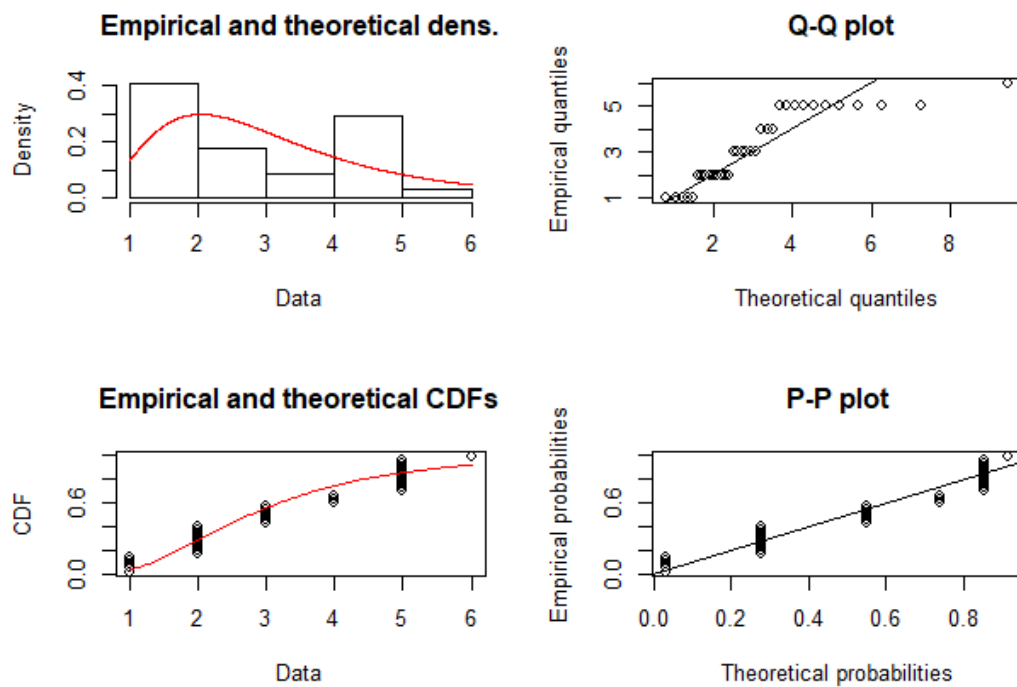 Empirical and theoretical dens.
Density
0.0 0.2 0.4
1 2 3 4 5 6
Data
Q-Q plot
Empirical quantiles
1 3 5
2 4 6 8
Theoretical quantiles
Empirical and theoretical CDFs
CDF
0.0 0.6
1 2 3 4 5 6
Data
P-P plot
Empirical probabilities
0.0 0.6
0.0 0.2 0.4 0.6 0.8
Theoretical probabilities